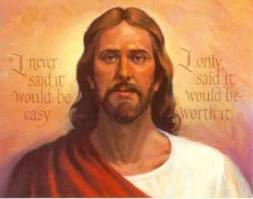 I never
said it
would be
easy
I only
said it
would be
worth it